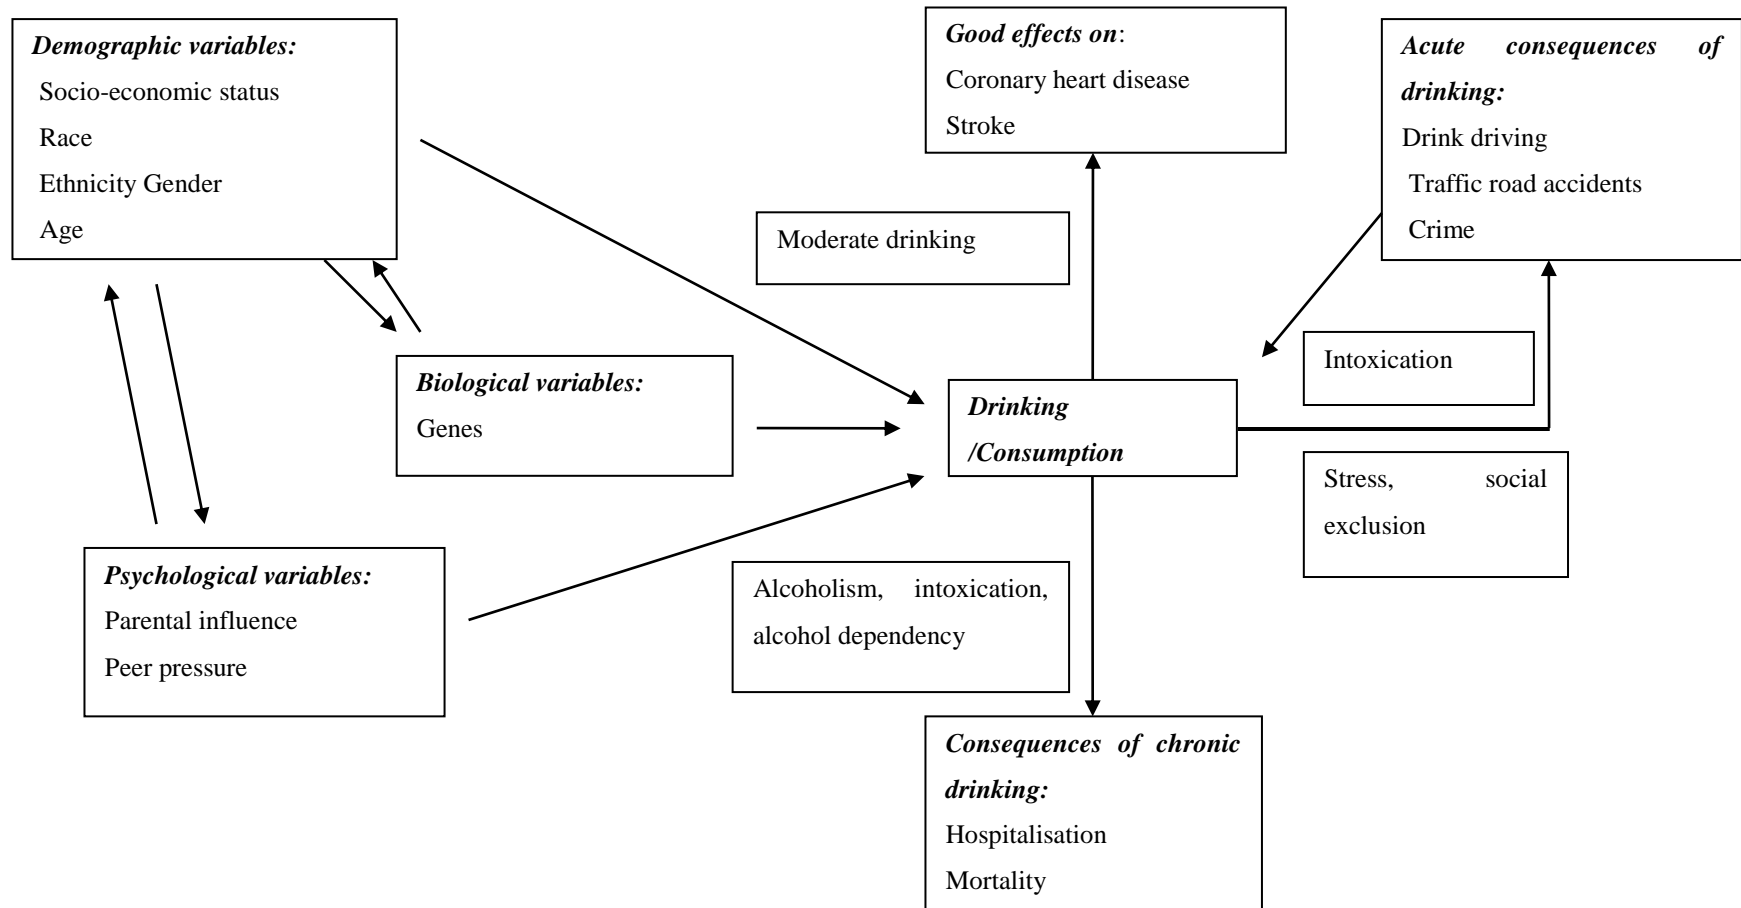 Demographic variables:
Socio-economic status
Race
Ethnicity Gender
Age
Good effects on:
Coronary heart disease
Stroke
Acute consequences of
drinking:
Drink driving
Traffic road accidents
Crime
Moderate drinking
Biological variables:
Genes
Drinking
/Consumption
Intoxication
Stress, social
exclusion
Psychological variables:
Parental influence
Peer pressure
Alcoholism, intoxication,
alcohol dependency
Consequences of chronic
drinking:
Hospitalisation
Mortality